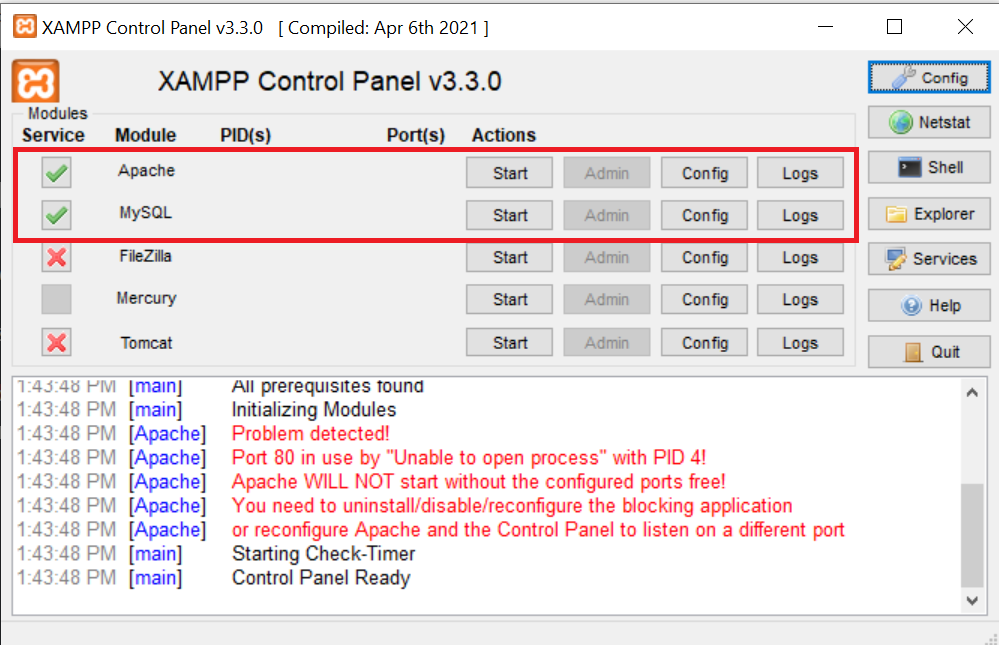 XAMPP Control Panel v3.3.0 [ Compiled: Apr 6th 2021 ]
XAMPP Control Panel v3.3.0
Config
Modules
Service Module PID(s) Port(s) Actions
Netstat
Apache Start Admin Config Logs
Shell
MySQL Start Admin Config Logs
Explorer
FileZilla Start Admin Config Logs
Services
Mercury Start Admin Config Logs
Help
Tomcat Start Admin Config Logs
Quit
1:43:48 PM [main] All prerequisites found
1:43:48 PM [main] Initializing Modules
1:43:48 PM [Apache] Problem detected!
1:43:48 PM [Apache] Port 80 in use by "Unable to open process" with PID 4!
1:43:48 PM [Apache] Apache WILL NOT start without the configured ports free!
1:43:48 PM [Apache] You need to uninstall/disable/reconfigure the blocking application
1:43:48 PM [Apache] or reconfigure Apache and the Control Panel to listen on a different port
1:43:48 PM [main] Starting Check-Timer
1:43:48 PM [main] Control Panel Ready